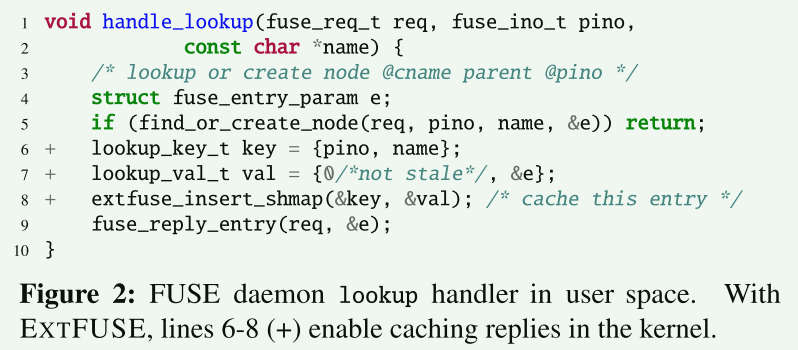 1 void handle_lookup(fuse_req_t req, fuse_ino_t pino,
2 const char *name) {
3 /* lookup or create node @cname parent @pino */
4 struct fuse_entry_param e;
5 if (find_or_create_node(req, pino, name, &e)) return;
6 + lookup_key_t key = {pino, name};
7 + lookup_val_t val = {0/*not stale*/, &e};
8 + extfuse_insert_shmap(&key, &val); /* cache this entry */
9 fuse_reply_entry(req, &e);
10 }
Figure 2: FUSE daemon lookup handler in user space. With
EXTFUSE, lines 6-8 (+) enable caching replies in the kernel.